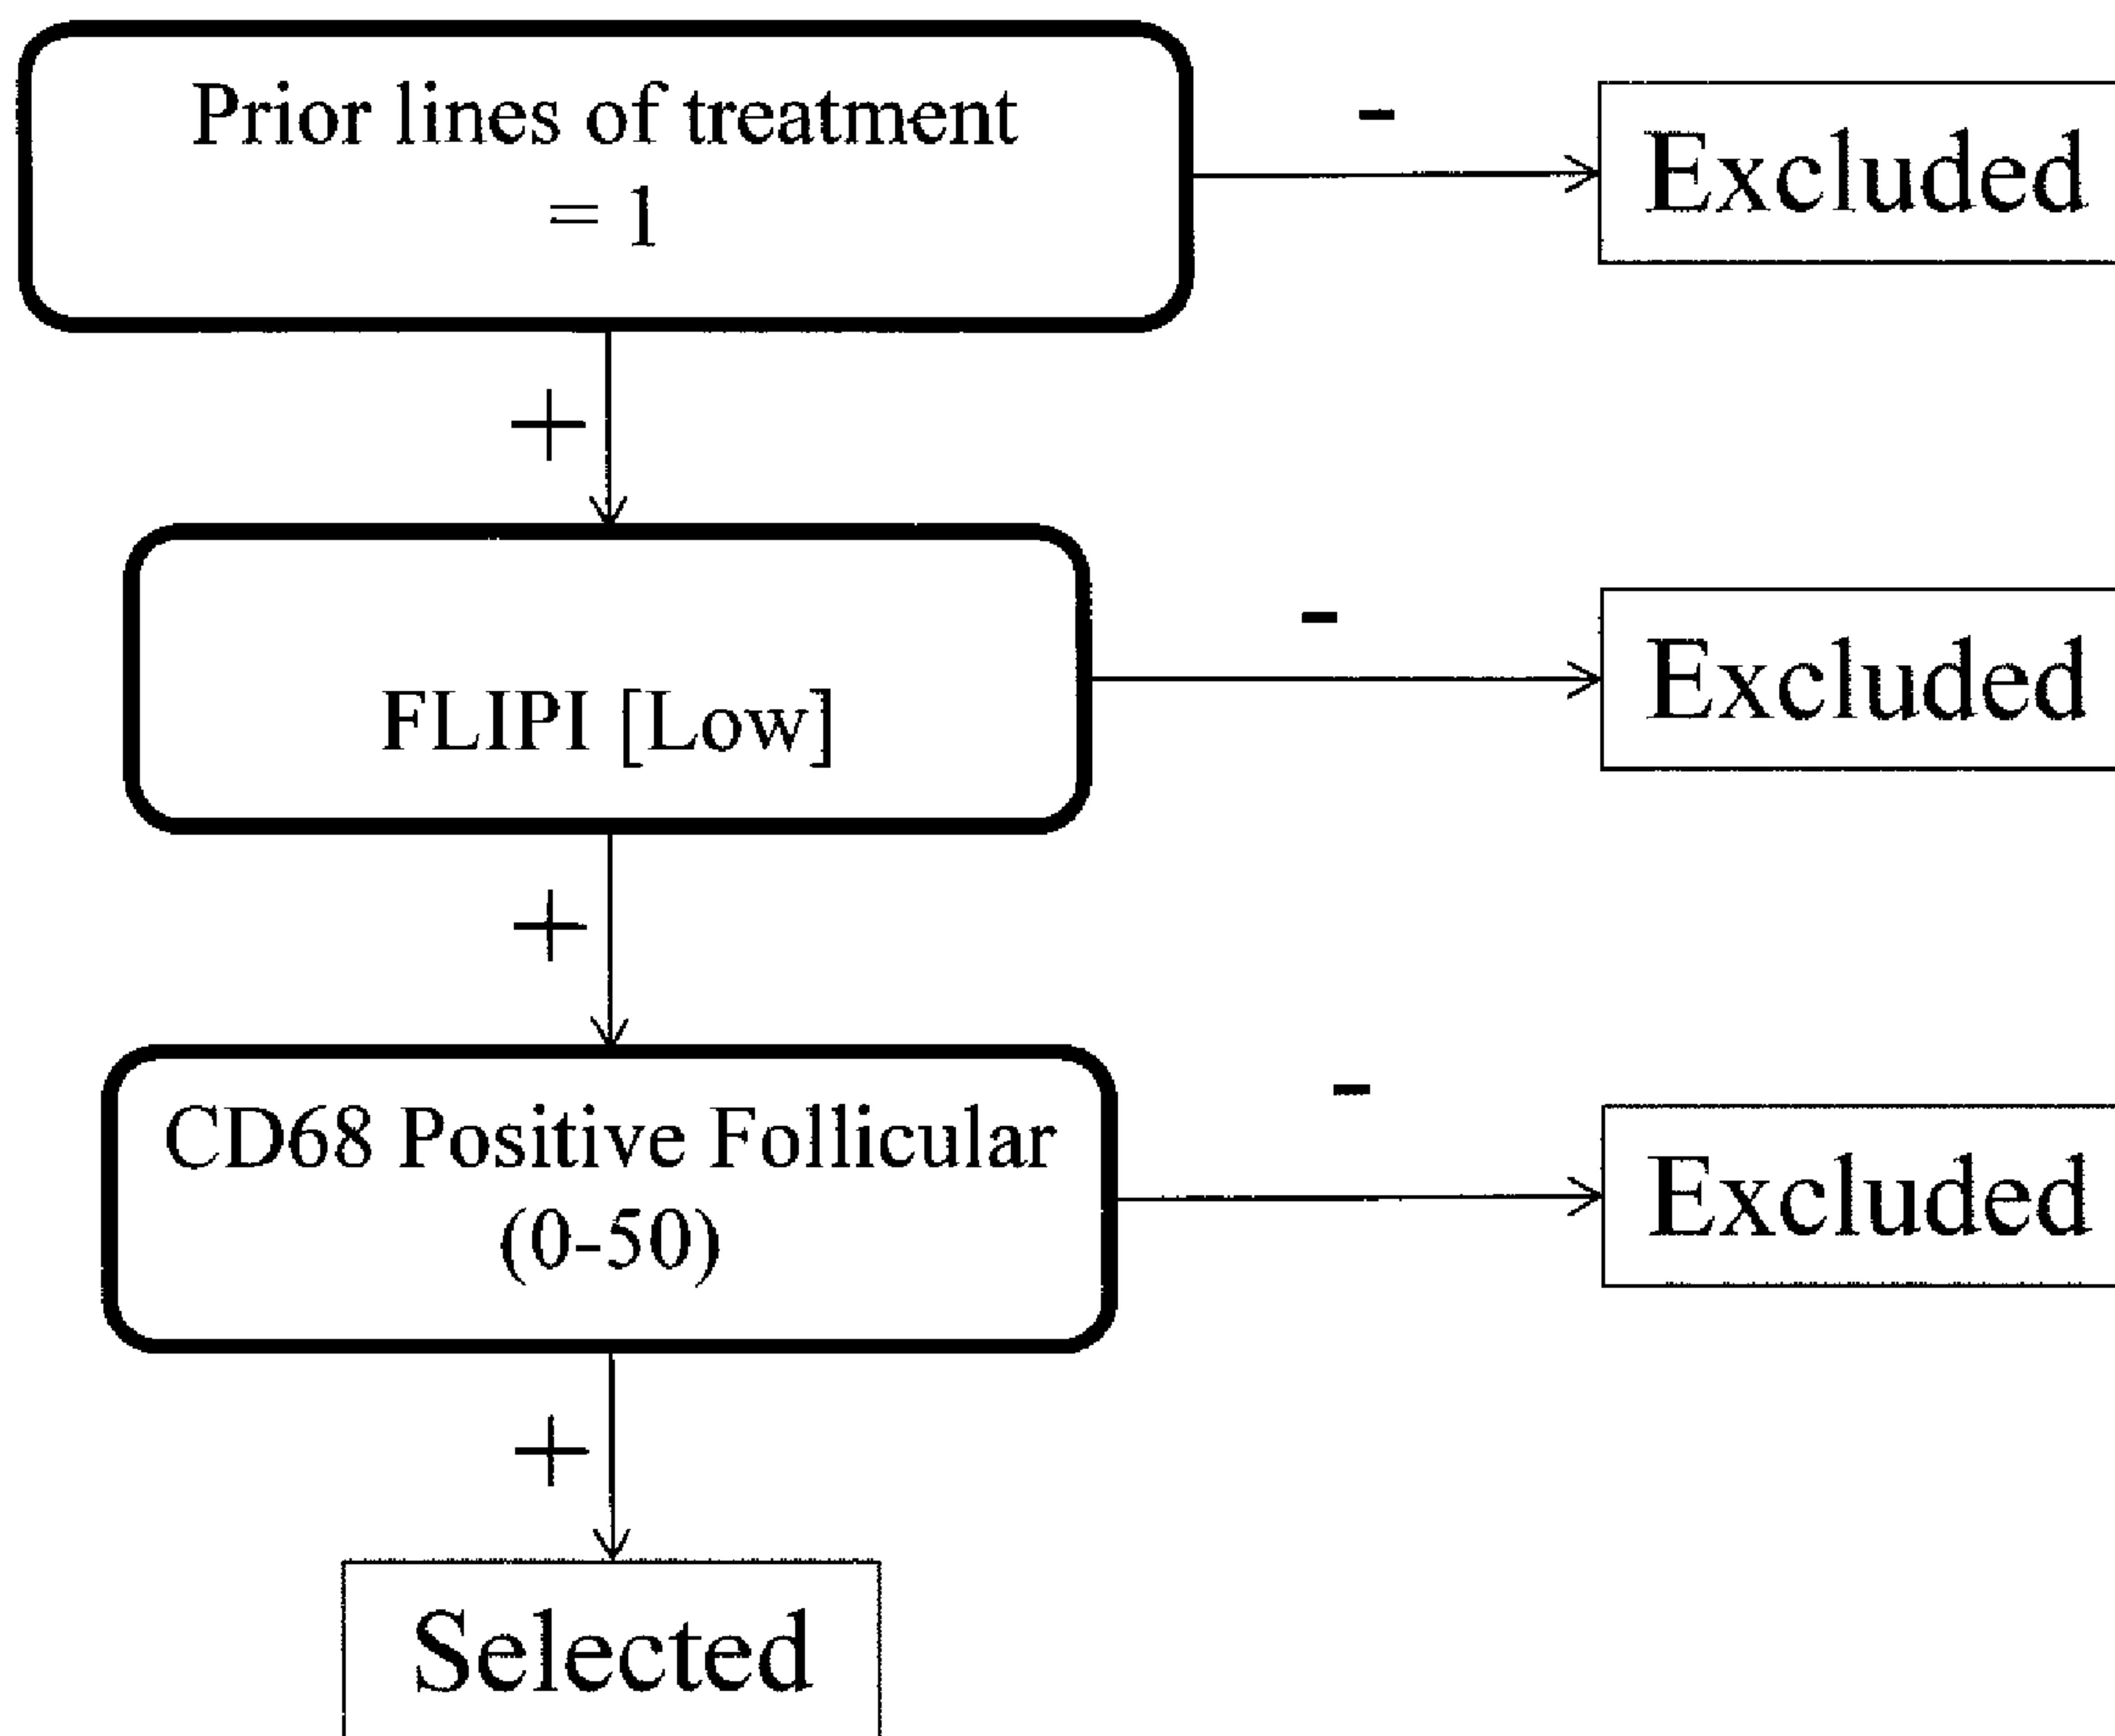 Prior lines of treatment
= 1
-
Excluded
+
FLIPI [Low]
-
Excluded
+
CD68 Positive Follicular
(0-50)
-
Excluded
+
Selected